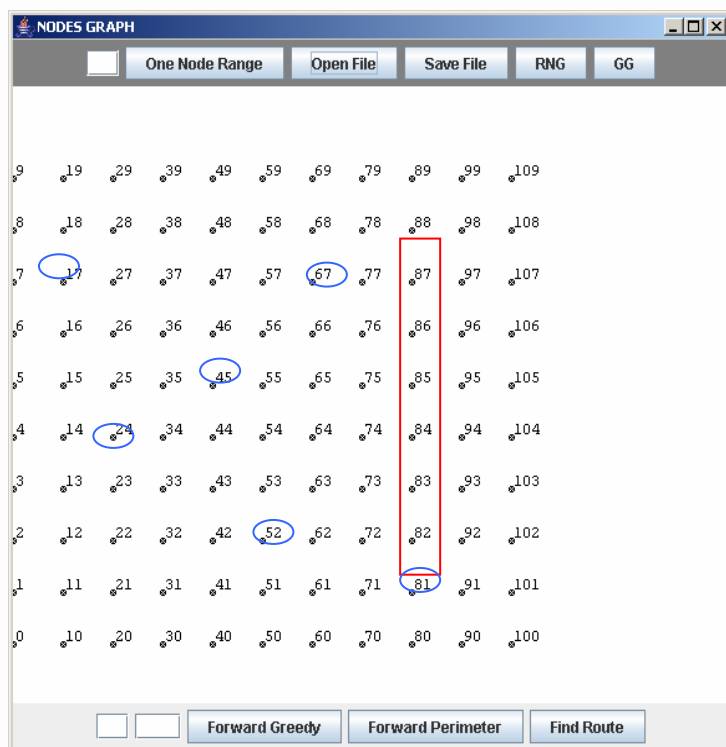 NODES GRAPH
One Node Range Open File Save File RNG GG
9 19 29 39 49 59 69 79 89 99 109
8 18 28 38 48 58 68 78 88 98 108
7 17 27 37 47 57 67 77 87 97 107
6 16 26 36 46 56 66 76 86 96 106
5 15 25 35 45 55 65 75 85 95 105
4 14 24 34 44 54 64 74 84 94 104
3 13 23 33 43 53 63 73 83 93 103
2 12 22 32 42 52 62 72 82 92 102
1 11 21 31 41 51 61 71 81 91 101
0 10 20 30 40 50 60 70 80 90 100
Forward Greedy Forward Perimeter Find Route